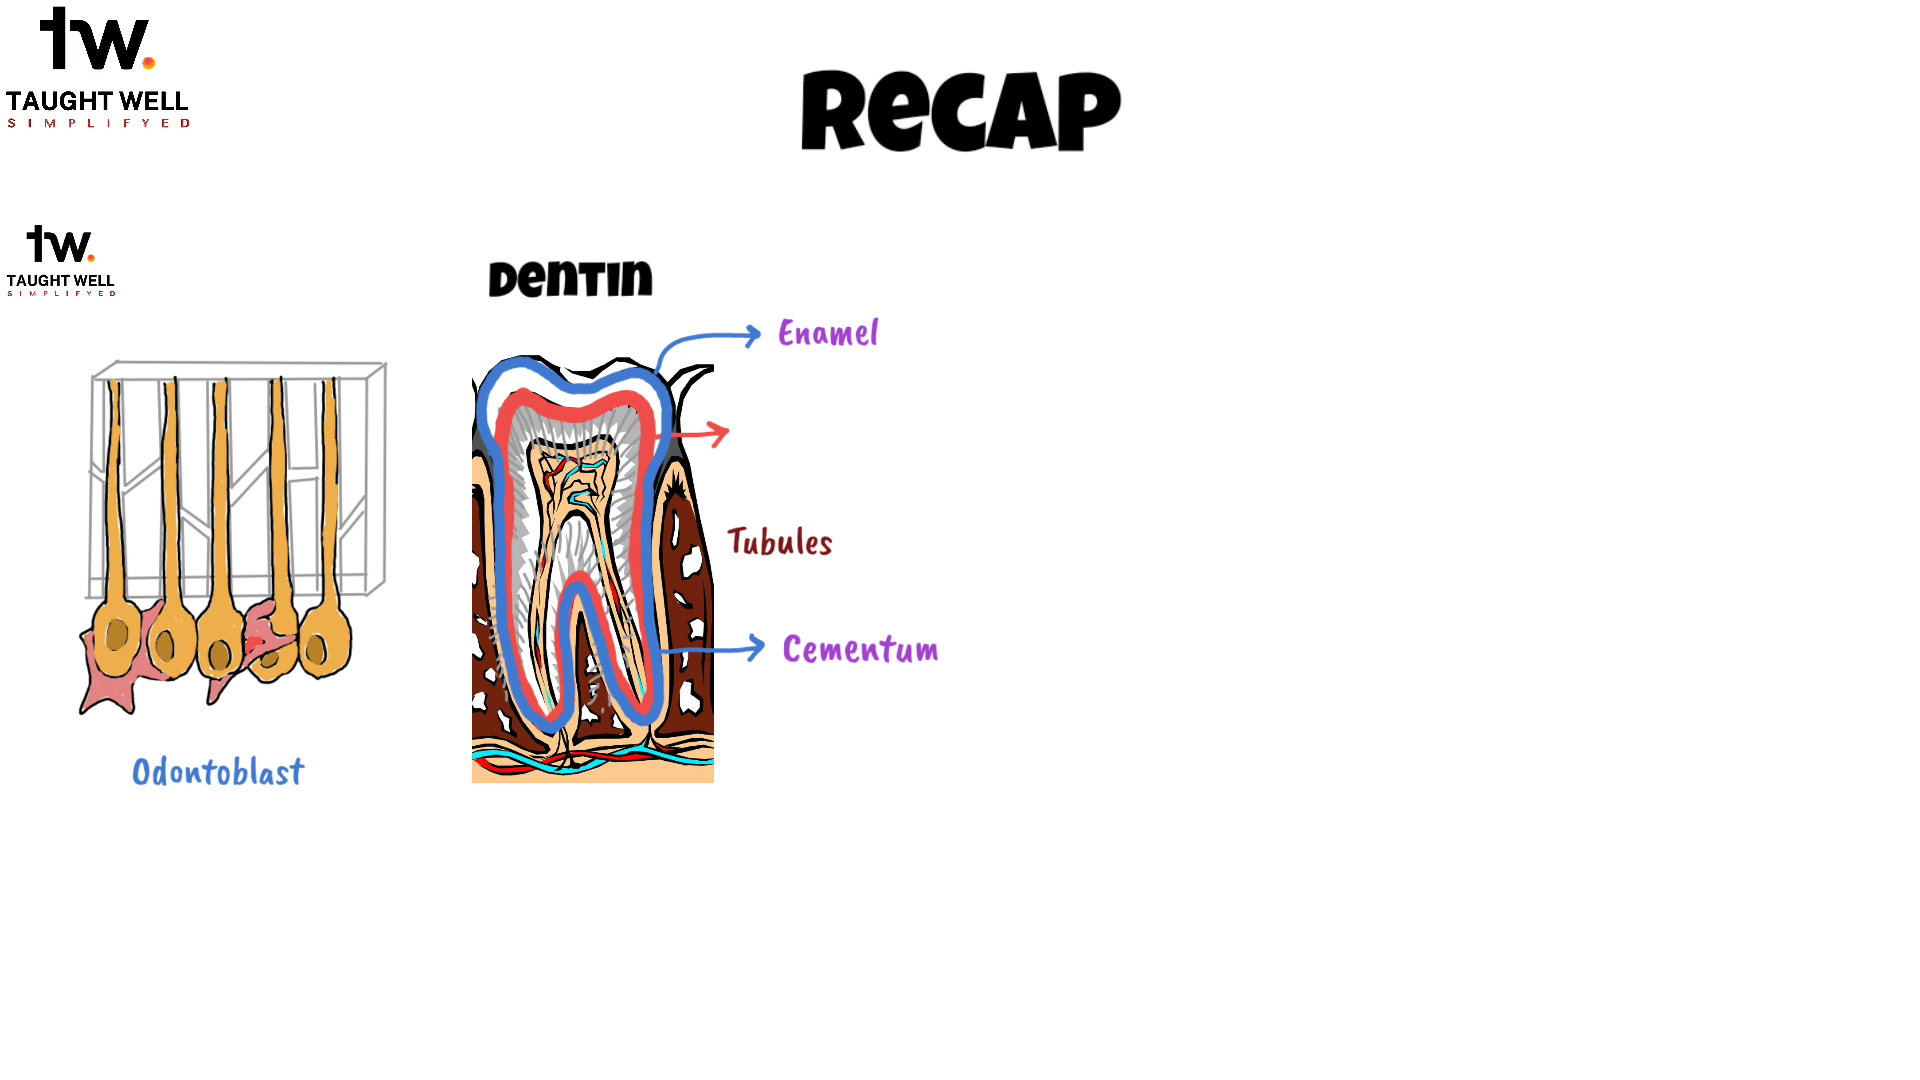 tw.
TAUGHT WELL
SIMPLIFYED
Recap
tw.
TAUGHT WELL
SIMPLIFYED
Dentin
Enamel
Tubules
Cementum
Odontoblast